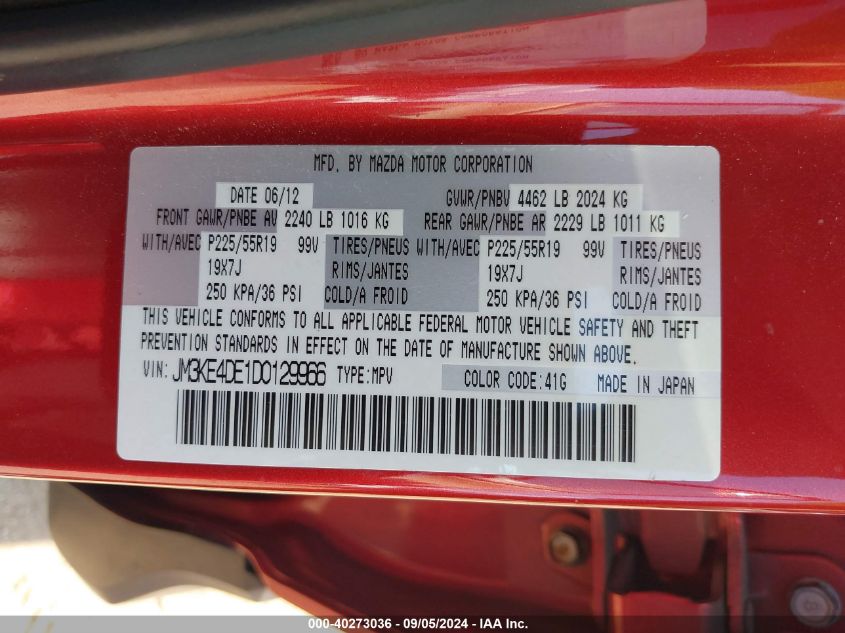 MFD. BY MAZDA MOTOR CORPORATION
DATE 06/12 GVWR/PNBV 4462 LB 2024 KG
FRONT GAWR/PNBE AV 2240 LB 1016 KG REAR GAWR/PNBE AR 2229 LB 1011 KG
WITH/AVEC P225/55R19 99V TIRES/PNEUS WITH/AVEC P225/55R19 99V TIRES/PNEUS
19X7J RIMS/JANTES 19X7J RIMS/JANTES
250 KPA/36 PSI COLD/A FROID 250 KPA/36 PSI COLD/A FROID
THIS VEHICLE CONFORMS TO ALL APPLICABLE FEDERAL MOTOR VEHICLE SAFETY AND THEFT
PREVENTION STANDARDS IN EFFECT ON THE DATE OF MANUFACTURE SHOWN ABOVE.
VIN: JM3KE4DE1D0129966 TYPE:MPV COLOR CODE:41G MADE IN JAPAN
000-40273036 - 09/05/2024 - IAA Inc.